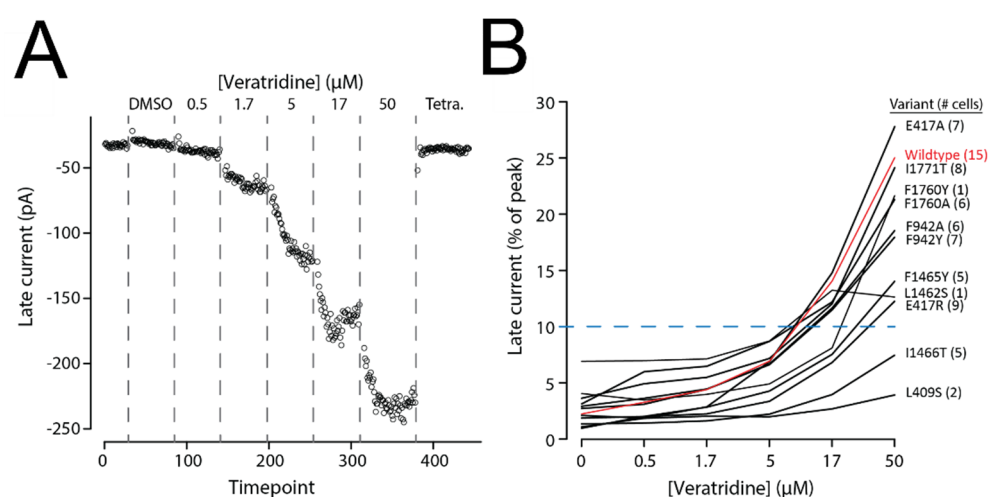 A
[Veratridine] (μM)
DMSO 0.5 1.7 5 17 50 Tetra.
Late current (pA)
-50
-100
-150
-200
-250
0 100 200 300 400
Timepoint
B
Late current (% of peak)
30
25
20
15
10
5
0
Variant (# cells)
E417A (7)
Wildtype (15)
I1771T (8)
F1760Y (1)
F1760A (6)
F942A (6)
F942Y (7)
F1465Y (5)
L1462S (1)
E417R (9)
I1466T (5)
L409S (2)
0 0.5 1.7 5 17 50
[Veratridine] (μM)